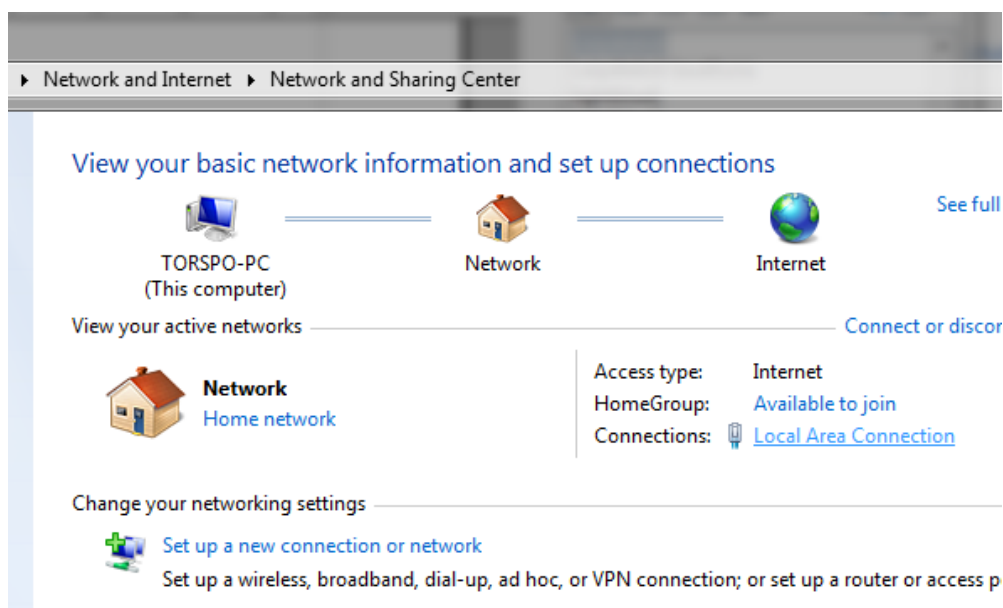 Network and Internet Network and Sharing Center
View your basic network information and set up connections
See full
TORSPO-PC Network Internet
(This computer)
View your active networks Connect or discor
Network
Home network
Access type: Internet
HomeGroup: Available to join
Connections: Local Area Connection
Change your networking settings
Set up a new connection or network
Set up a wireless, broadband, dial-up, ad hoc, or VPN connection; or set up a router or access p